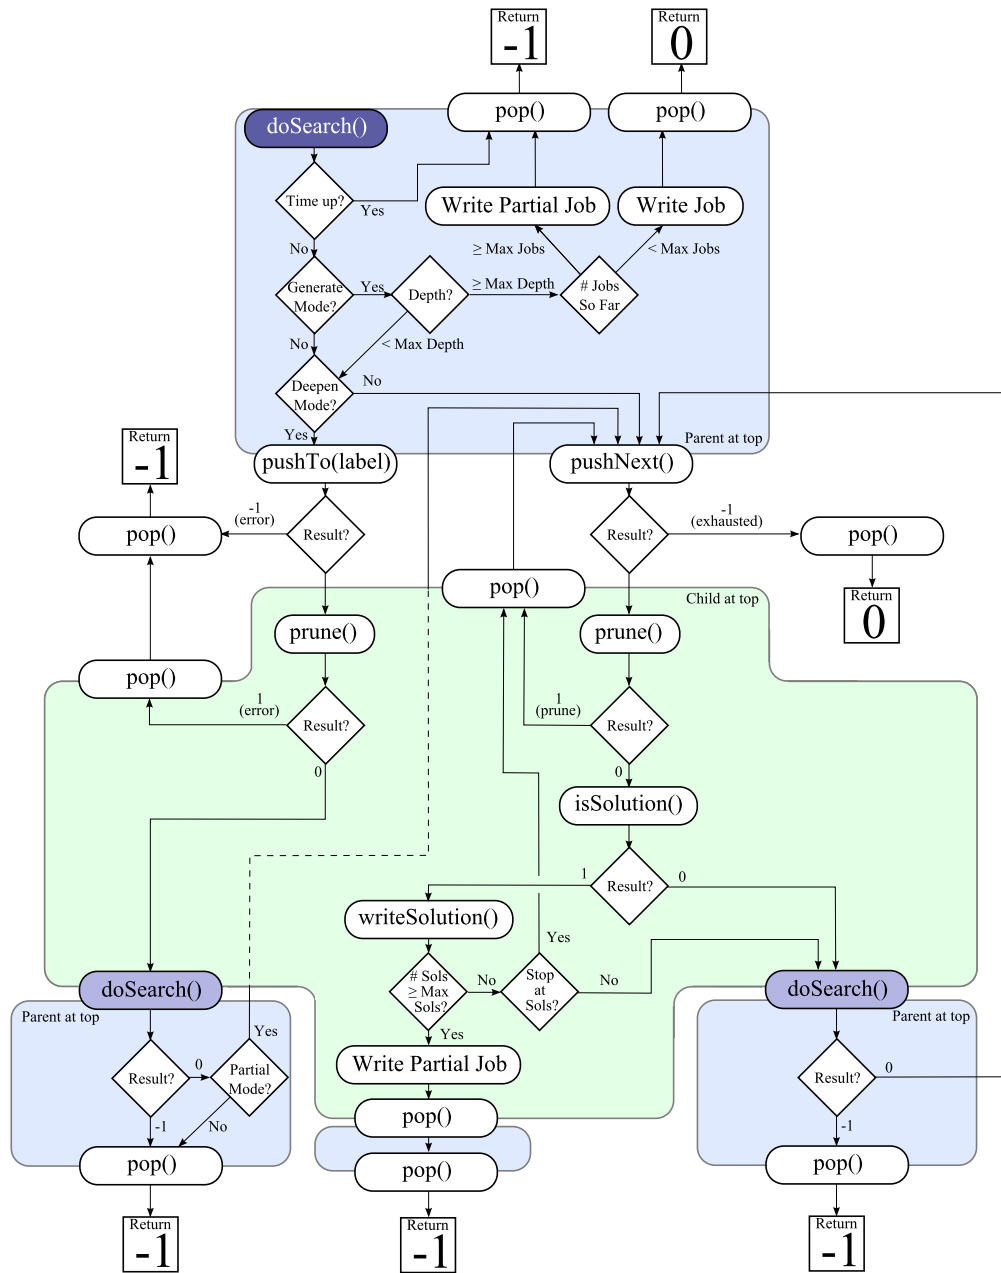 Return
-1
Return
0
pop()
pop()
doSearch()
Time up?
Yes
Write Partial Job
Write Job
No
≥ Max Jobs
< Max Jobs
Generate
Mode?
Yes
Depth?
≥ Max Depth
# Jobs
So Far
No
< Max Depth
Deepen
Mode?
No
Yes
Parent at top
Return
-1
pushTo(label)
pushNext()
-1
(error)
Result?
pop()
Result?
-1
(exhausted)
pop()
pop()
Child at top
Return
0
prune()
prune()
pop()
1
(error)
Result?
1
(prune)
Result?
0
0
isSolution()
Result?
1
0
writeSolution()
Yes
# Sols
≥ Max
Sols?
No
Stop
at
Sols?
No
doSearch()
doSearch()
Parent at top
Yes
Yes
Parent at top
Result?
0
Partial
Mode?
Write Partial Job
Result?
0
-1
No
pop()
-1
pop()
pop()
pop()
Return
-1
Return
-1
Return
-1